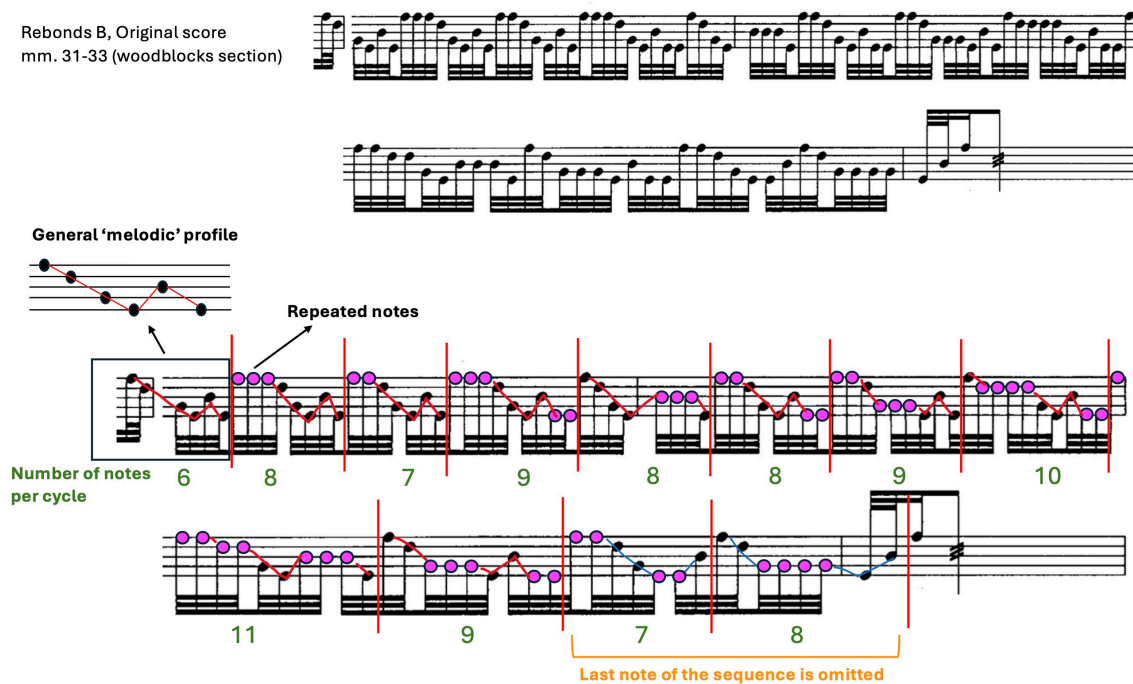 Rebonds B, Original score
mm. 31-33 (woodblocks section)
General ‘melodic’ profile
Repeated notes
Number of notes
per cycle
6 8 7 9 8 8 9 10
11 9 7 8
Last note of the sequence is omitted